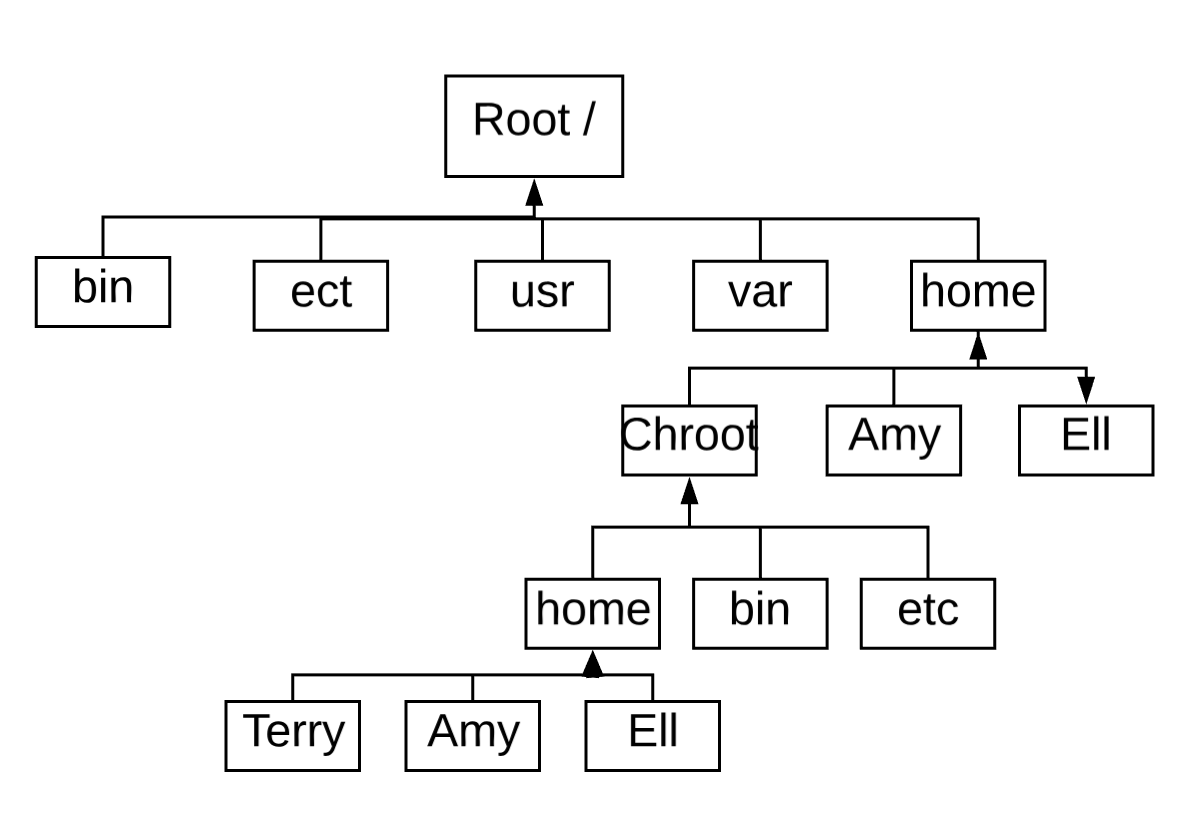 Root /
bin
ect
usr
var
home
Chroot
Amy
Ell
home
bin
etc
Terry
Amy
Ell